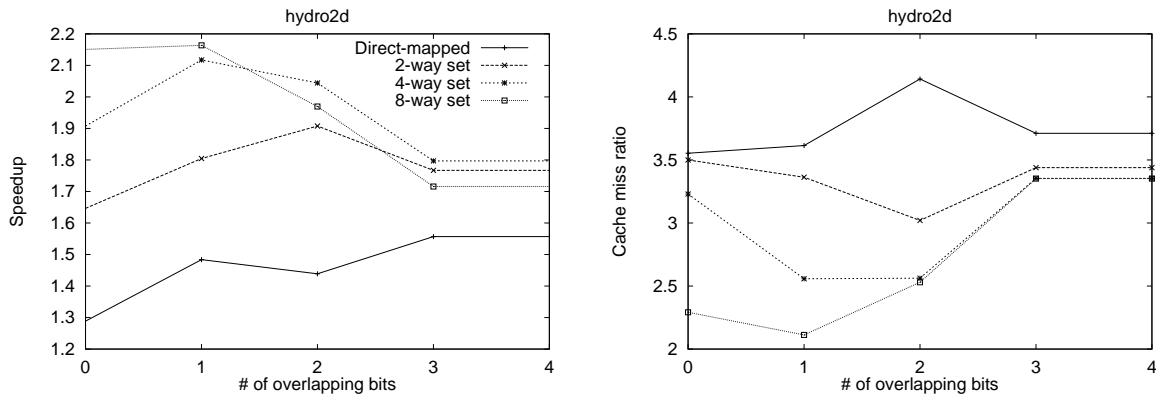 hydro2d
2.2
2.1
2
1.9
1.8
1.7
1.6
1.5
1.4
1.3
1.2
Speedup
Direct-mapped
2-way set
4-way set
8-way set
0 1 2 3 4
# of overlapping bits
hydro2d
4.5
4
3.5
3
2.5
2
Cache miss ratio
0 1 2 3 4
# of overlapping bits